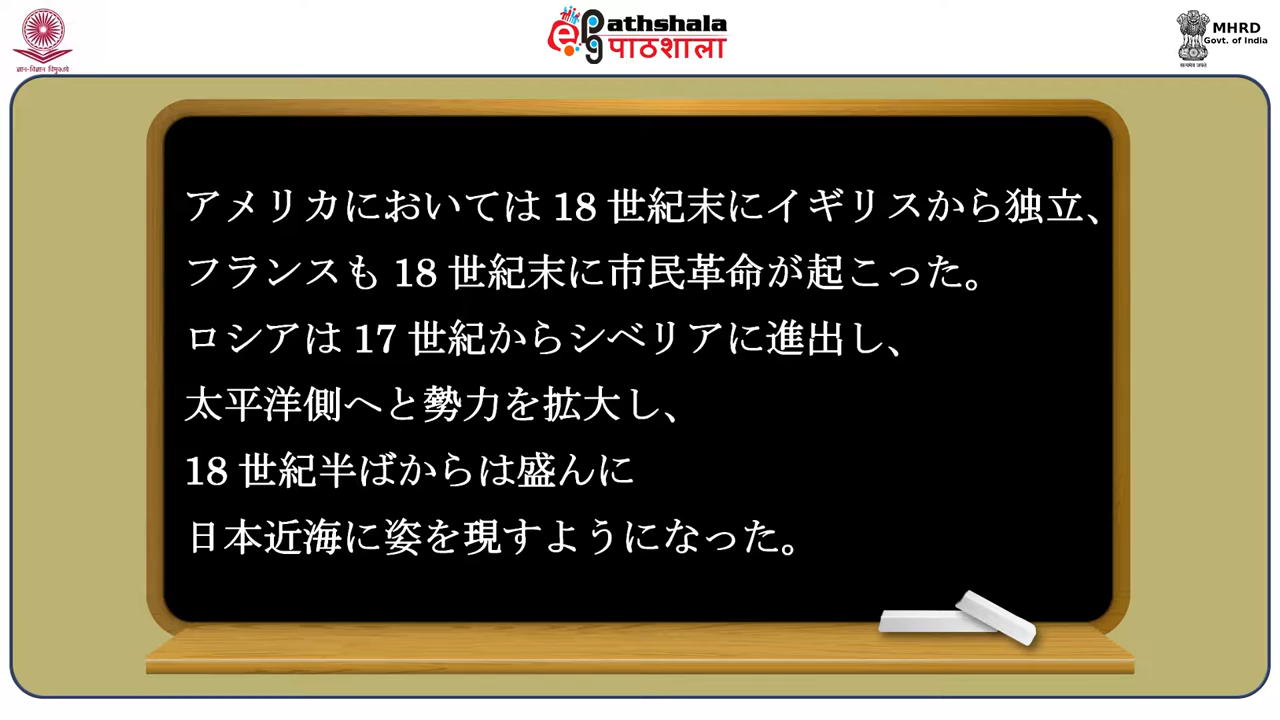 ज्ञान-विज्ञान विमुक्तये
ePathshala
पाठशाला
MHRD
Govt. of India
सत्यमेव जयते
アメリカにおいては 18 世紀末にイギリスから独立、
フランスも 18 世紀末に市民革命が起こった。
ロシアは 17 世紀からシベリアに進出し、
太平洋側へと勢力を拡大し、
18 世紀半ばからは盛んに
日本近海に姿を現すようになった。